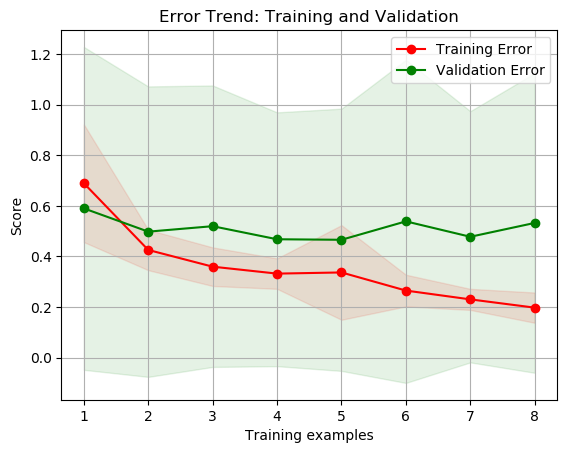 Error Trend: Training and Validation
Training Error
Validation Error
Score
1.2
1.0
0.8
0.6
0.4
0.2
0.0
1 2 3 4 5 6 7 8
Training examples